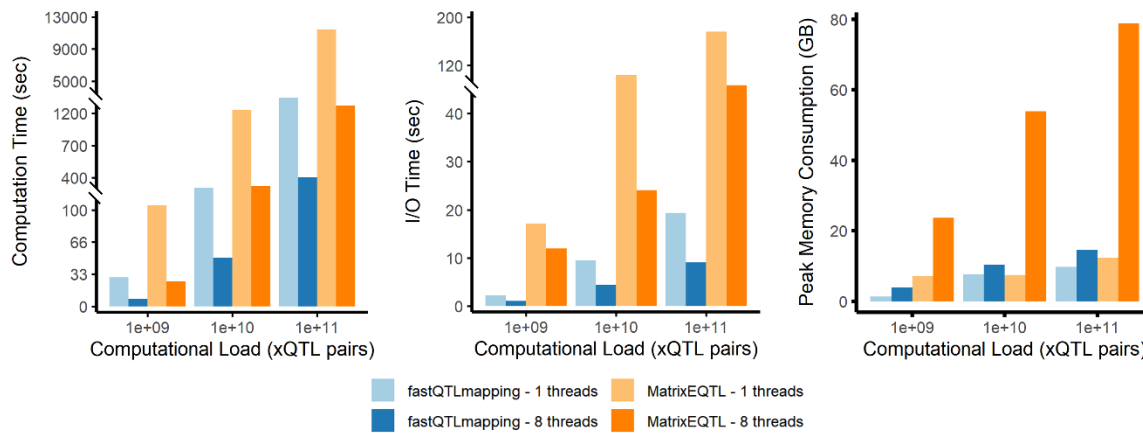 Computation Time (sec)
13000
9000
5000
1200
700
400
100
66
33
0
1e+09
1e+10
1e+11
Computational Load (xQTL pairs)
I/O Time (sec)
200
120
40
30
20
10
0
1e+09
1e+10
1e+11
Computational Load (xQTL pairs)
Peak Memory Consumption (GB)
80
60
40
20
0
1e+09
1e+10
1e+11
Computational Load (xQTL pairs)
fastQTLmapping - 1 threads
MatrixEQTL - 1 threads
fastQTLmapping - 8 threads
MatrixEQTL - 8 threads